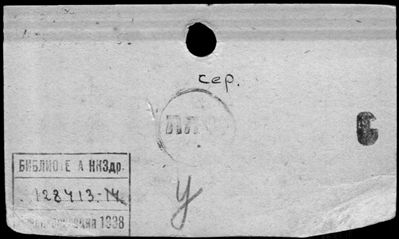 сер.
С
БИБЛИОТЕ А НКЗдр.
128413-14
1938
У